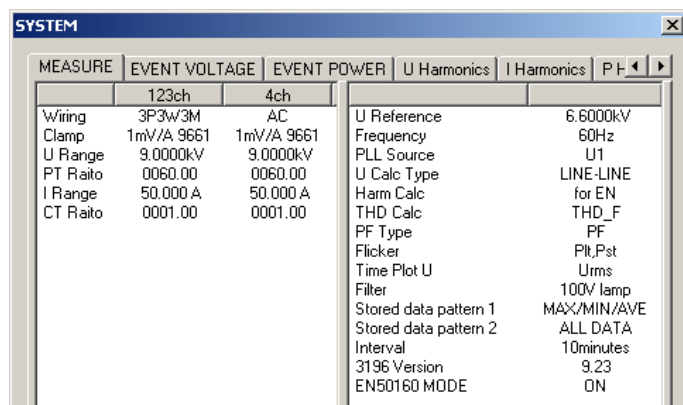 SYSTEM
MEASURE EVENT VOLTAGE EVENT POWER U Harmonics I Harmonics P H
123ch 4ch
Wiring 3P3W3M AC
Clamp 1mV/A 9661 1mV/A 9661
U Range 9.0000kV 9.0000kV
PT Raito 0060.00 0060.00
I Range 50.000 A 50.000 A
CT Raito 0001.00 0001.00
U Reference 6.6000kV
Frequency 60Hz
PLL Source U1
U Calc Type LINE-LINE
Harm Calc for EN
THD Calc THD_F
PF Type PF
Flicker Plt,Pst
Time Plot U Urms
Filter 100V lamp
Stored data pattern 1 MAX/MIN/AVE
Stored data pattern 2 ALL DATA
Interval 10minutes
3196 Version 9.23
EN50160 MODE ON